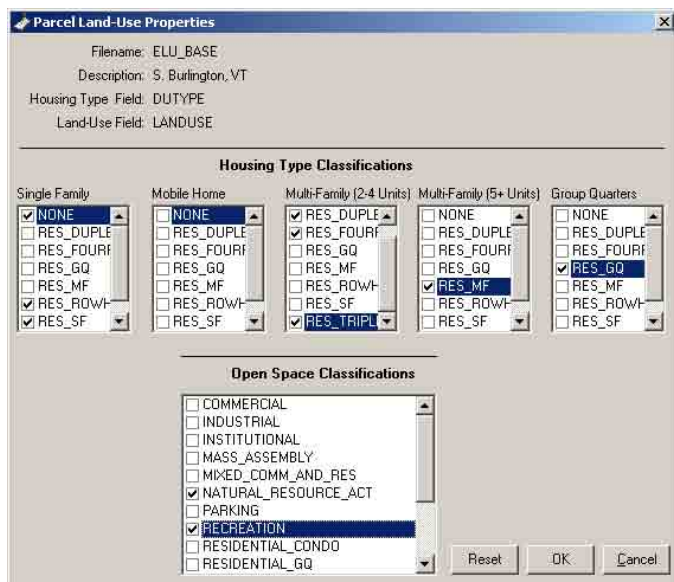 Parcel Land-Use Properties
Filename: ELU_BASE
Description: S. Burlington, VT
Housing Type Field: DUTYPE
Land-Use Field: LANDUSE
Housing Type Classifications
Single Family
NONE
RES_DUPLE
RES_FOURF
RES_GQ
RES_MF
RES_ROWH
RES_SF
Mobile Home
NONE
RES_DUPLE
RES_FOURF
RES_GQ
RES_MF
RES_ROWH
RES_SF
Multi-Family (2-4 Units)
RES_DUPLE
RES_FOURF
RES_GQ
RES_MF
RES_ROWH
RES_SF
RES_TRIPL
Multi-Family (5+ Units)
NONE
RES_DUPLE
RES_FOURF
RES_GQ
RES_MF
RES_ROWH
RES_SF
Group Quarters
NONE
RES_DUPLE
RES_FOURF
RES_GQ
RES_MF
RES_ROWH
RES_SF
Open Space Classifications
COMMERCIAL
INDUSTRIAL
INSTITUTIONAL
MASS_ASSEMBLY
MIXED_COMM_AND_RES
NATURAL_RESOURCE_ACT
PARKING
RECREATION
RESIDENTIAL_CONDO
RESIDENTIAL_GQ
Reset OK Cancel